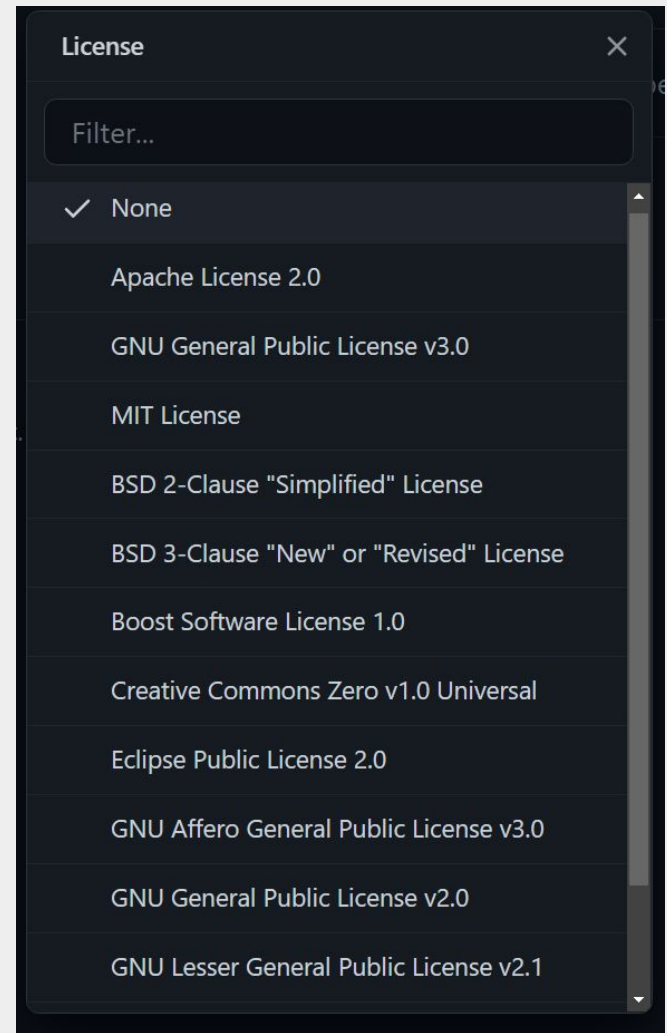 License
Filter...
None
Apache License 2.0
GNU General Public License v3.0
MIT License
BSD 2-Clause "Simplified" License
BSD 3-Clause "New" or "Revised" License
Boost Software License 1.0
Creative Commons Zero v1.0 Universal
Eclipse Public License 2.0
GNU Affero General Public License v3.0
GNU General Public License v2.0
GNU Lesser General Public License v2.1